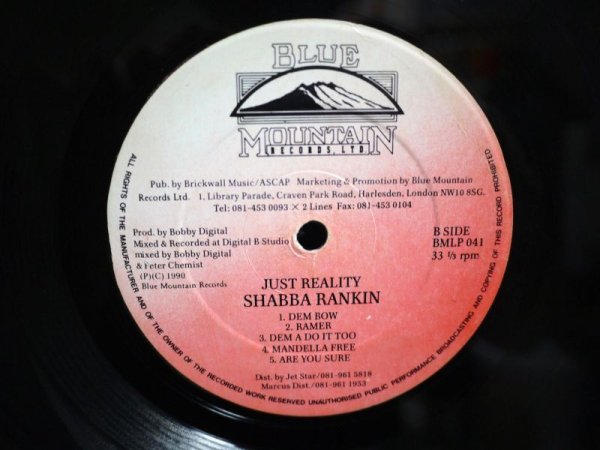 BLUE
MOUNTAIN
RECORDS, LTD.
Pub. by Brickwall Music/ASCAP Marketing & Promotion by Blue Mountain
Records Ltd. 1. Library Parade, Craven Park Road, Harlesden, London NW10 8SG.
Tel: 081-453 0093 × 2 Lines Fax: 081-453 0104
Prod. by Bobby Digital
Mixed & Recorded at Digital B Studio
mixed by Bobby Digital
& Peter Chemist
(P)(C) 1990
Blue Mountain Records
B SIDE
BMLP 041
33 ⅓ rpm
JUST REALITY
SHABBA RANKIN
1. DEM BOW
2. RAMER
3. DEM A DO IT TOO
4. MANDELLA FREE
5. ARE YOU SURE
Dist. by Jet Star/081-961 5818
Marcus Dist./081-961 1953
ALL RIGHTS OF THE MANUFACTURER AND OF THE OWNER OF THE RECORDED WORK RESERVED UNAUTHORISED PUBLIC PERFORMANCE BROADCASTING AND COPYING OF THIS RECORD PROHIBITED